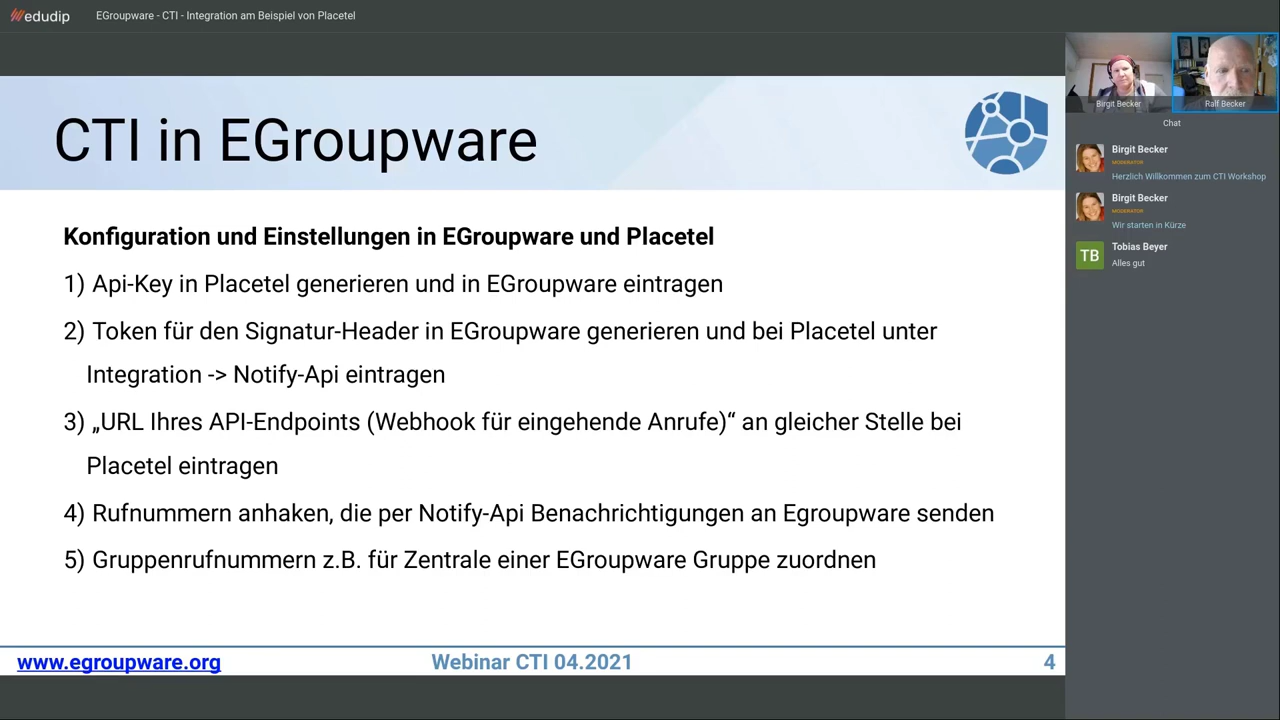 edudip
EGroupware - CTI - Integration am Beispiel von Placetel
CTI in EGroupware
Konfiguration und Einstellungen in EGroupware und Placetel
1) Api-Key in Placetel generieren und in EGroupware eintragen
2) Token für den Signatur-Header in EGroupware generieren und bei Placetel unter
Integration -> Notify-Api eintragen
3) „URL Ihres API-Endpoints (Webhook für eingehende Anrufe)“ an gleicher Stelle bei
Placetel eintragen
4) Rufnummern anhaken, die per Notify-Api Benachrichtigungen an Egroupware senden
5) Gruppenrufnummern z.B. für Zentrale einer EGroupware Gruppe zuordnen
www.egroupware.org
Webinar CTI 04.2021
4
Birgit Becker
Ralf Becker
Chat
Birgit Becker
MODERATOR
Herzlich Willkommen zum CTI Workshop
Birgit Becker
MODERATOR
Wir starten in Kürze
TB
Tobias Beyer
Alles gut